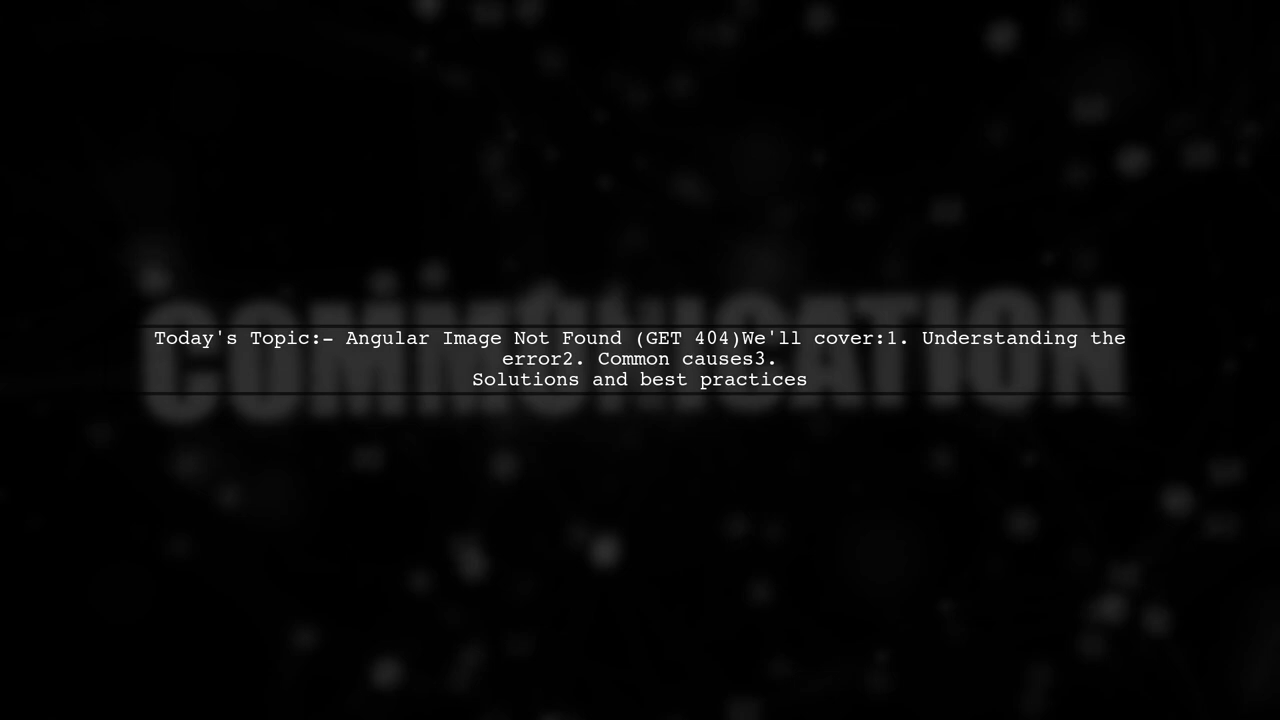 COMMUNICATION
Today's Topic:- Angular Image Not Found (GET 404)We'll cover:1. Understanding the
error2. Common causes3.
Solutions and best practices